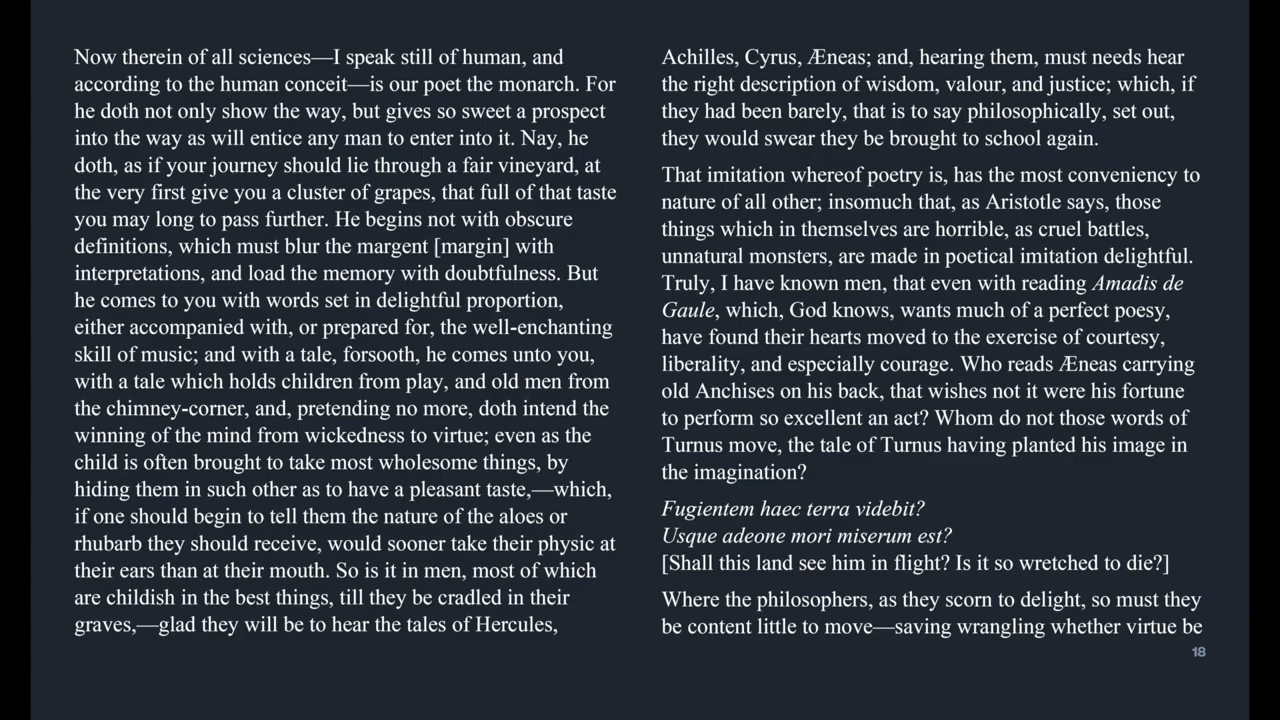 Now therein of all sciences—I speak still of human, and
according to the human conceit—is our poet the monarch. For
he doth not only show the way, but gives so sweet a prospect
into the way as will entice any man to enter into it. Nay, he
doth, as if your journey should lie through a fair vineyard, at
the very first give you a cluster of grapes, that full of that taste
you may long to pass further. He begins not with obscure
definitions, which must blur the margent [margin] with
interpretations, and load the memory with doubtfulness. But
he comes to you with words set in delightful proportion,
either accompanied with, or prepared for, the well-enchanting
skill of music; and with a tale, forsooth, he comes unto you,
with a tale which holds children from play, and old men from
the chimney-corner, and, pretending no more, doth intend the
winning of the mind from wickedness to virtue; even as the
child is often brought to take most wholesome things, by
hiding them in such other as to have a pleasant taste,—which,
if one should begin to tell them the nature of the aloes or
rhubarb they should receive, would sooner take their physic at
their ears than at their mouth. So is it in men, most of which
are childish in the best things, till they be cradled in their
graves,—glad they will be to hear the tales of Hercules,
Achilles, Cyrus, Æneas; and, hearing them, must needs hear
the right description of wisdom, valour, and justice; which, if
they had been barely, that is to say philosophically, set out,
they would swear they be brought to school again.
That imitation whereof poetry is, has the most conveniency to
nature of all other; insomuch that, as Aristotle says, those
things which in themselves are horrible, as cruel battles,
unnatural monsters, are made in poetical imitation delightful.
Truly, I have known men, that even with reading Amadis de
Gaule, which, God knows, wants much of a perfect poesy,
have found their hearts moved to the exercise of courtesy,
liberality, and especially courage. Who reads Æneas carrying
old Anchises on his back, that wishes not it were his fortune
to perform so excellent an act? Whom do not those words of
Turnus move, the tale of Turnus having planted his image in
the imagination?
Fugientem haec terra videbit?
Usque adeone mori miserum est?
[Shall this land see him in flight? Is it so wretched to die?]
Where the philosophers, as they scorn to delight, so must they
be content little to move—saving wrangling whether virtue be
18